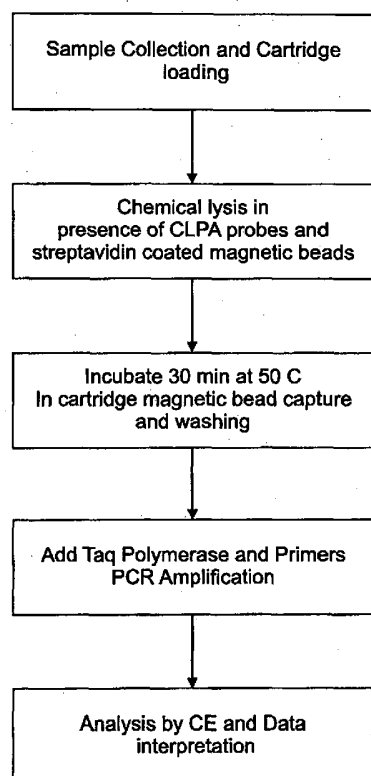 Sample Collection and Cartridge
loading
Chemical lysis in
presence of CLPA probes and
streptavidin coated magnetic beads
Incubate 30 min at 50 C
In cartridge magnetic bead capture
and washing
Add Taq Polymerase and Primers
PCR Amplification
Analysis by CE and Data
interpretation